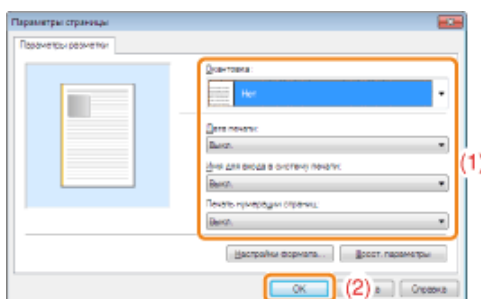 Параметры страницы
Параметры разметки
Окантовка:
Нет
Дата печати:
Выкл.
(1)
Имя для входа в систему печати:
Выкл.
Печать нумерации страниц:
Выкл.
Настройки формата... Восст. параметры
OK (2) а Справка